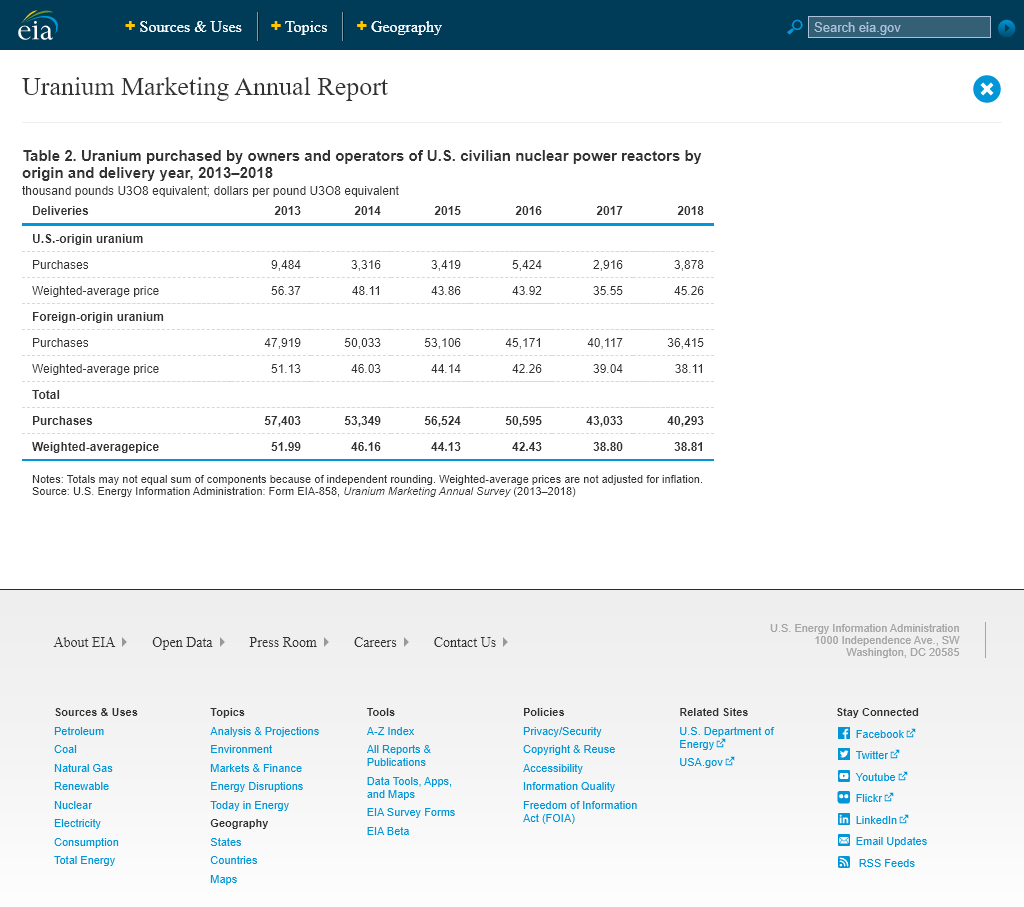 eia
Sources & Uses
Topics
Geography
Search eia.gov
Uranium Marketing Annual Report
Table 2. Uranium purchased by owners and operators of U.S. civilian nuclear power reactors by
origin and delivery year, 2013–2018
thousand pounds U3O8 equivalent; dollars per pound U3O8 equivalent
Deliveries 2013 2014 2015 2016 2017 2018
U.S.-origin uranium
Purchases 9,484 3,316 3,419 5,424 2,916 3,878
Weighted-average price 56.37 48.11 43.86 43.92 35.55 45.26
Foreign-origin uranium
Purchases 47,919 50,033 53,106 45,171 40,117 36,415
Weighted-average price 51.13 46.03 44.14 42.26 39.04 38.11
Total
Purchases 57,403 53,349 56,524 50,595 43,033 40,293
Weighted-averagepice 51.99 46.16 44.13 42.43 38.80 38.81
Notes: Totals may not equal sum of components because of independent rounding. Weighted-average prices are not adjusted for inflation.
Source: U.S. Energy Information Administration: Form EIA-858, Uranium Marketing Annual Survey (2013–2018)
About EIA
Open Data
Press Room
Careers
Contact Us
U.S. Energy Information Administration
1000 Independence Ave., SW
Washington, DC 20585
Sources & Uses
Petroleum
Coal
Natural Gas
Renewable
Nuclear
Electricity
Consumption
Total Energy
Topics
Analysis & Projections
Environment
Markets & Finance
Energy Disruptions
Today in Energy
Geography
States
Countries
Maps
Tools
A-Z Index
All Reports &
Publications
Data Tools, Apps,
and Maps
EIA Survey Forms
EIA Beta
Policies
Privacy/Security
Copyright & Reuse
Accessibility
Information Quality
Freedom of Information
Act (FOIA)
Related Sites
U.S. Department of
Energy
USA.gov
Stay Connected
Facebook
Twitter
Youtube
Flickr
LinkedIn
Email Updates
RSS Feeds